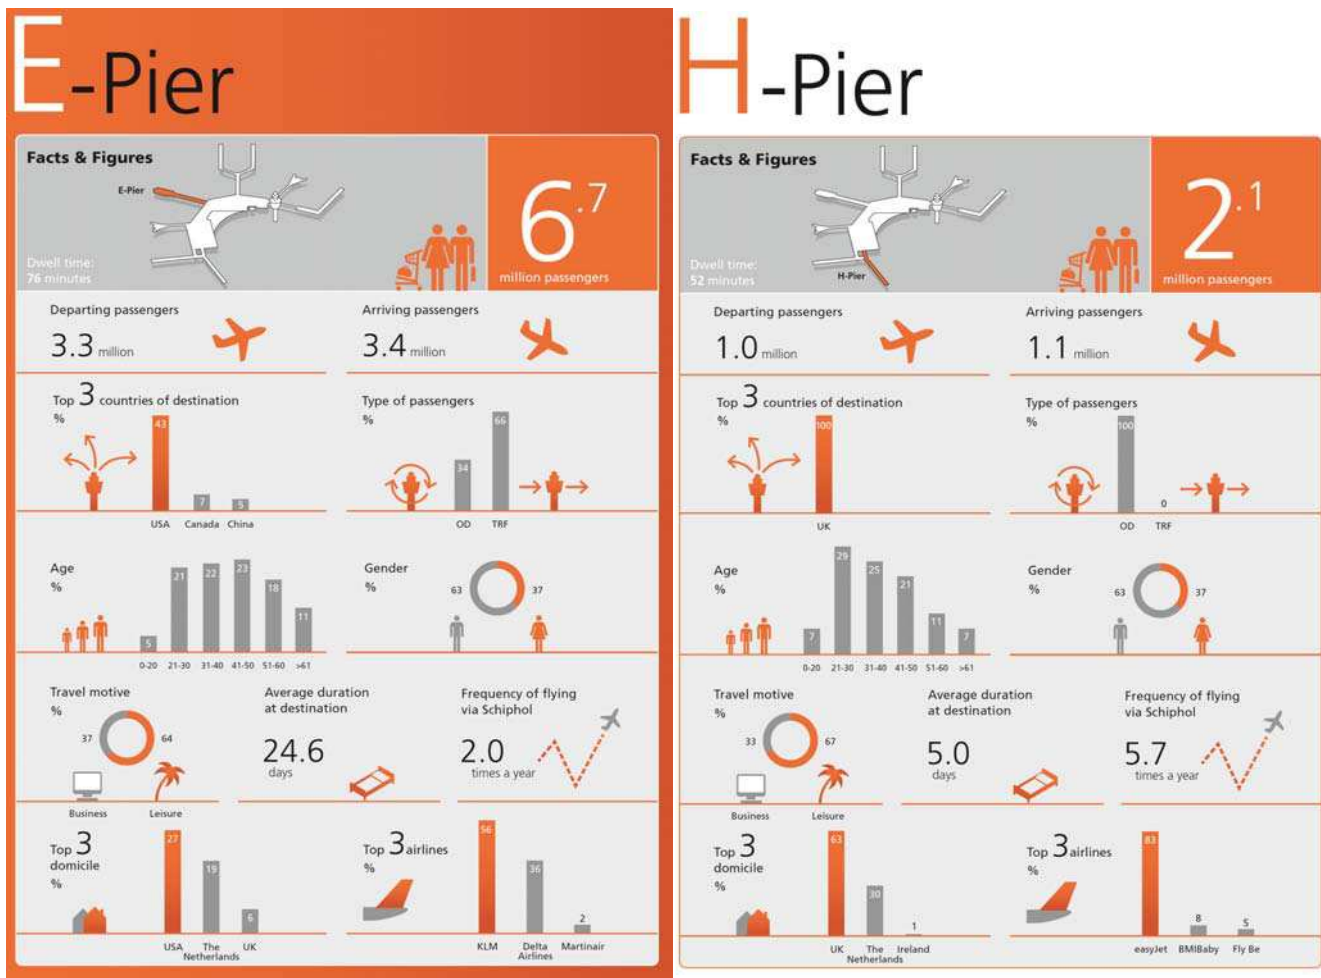 E-Pier
Facts & Figures
E-Pier
Dwell time:
76 minutes
6.7
million passengers
Departing passengers
3.3 million
Arriving passengers
3.4 million
Top 3 countries of destination
%
43
7
5
USA Canada China
Type of passengers
%
34
66
OD TRF
Age
%
5
21
22
23
18
11
0-20 21-30 31-40 41-50 51-60 >61
Gender
%
63
37
Travel motive
%
37
64
Business Leisure
Average duration
at destination
24.6
days
Frequency of flying
via Schiphol
2.0
times a year
Top 3
domicile
%
27
19
6
USA The UK
Netherlands
Top 3 airlines
%
56
36
2
KLM Delta Martinair
Airlines
H-Pier
Facts & Figures
H-Pier
Dwell time:
52 minutes
2.1
million passengers
Departing passengers
1.0 million
Arriving passengers
1.1 million
Top 3 countries of destination
%
100
UK
Type of passengers
%
100
0
OD TRF
Age
%
7
29
25
21
11
7
0-20 21-30 31-40 41-50 51-60 >61
Gender
%
63
37
Travel motive
%
33
67
Business Leisure
Average duration
at destination
5.0
days
Frequency of flying
via Schiphol
5.7
times a year
Top 3
domicile
%
63
30
1
UK The Ireland
Netherlands
Top 3 airlines
%
83
8
5
easyJet BMIBaby Fly Be